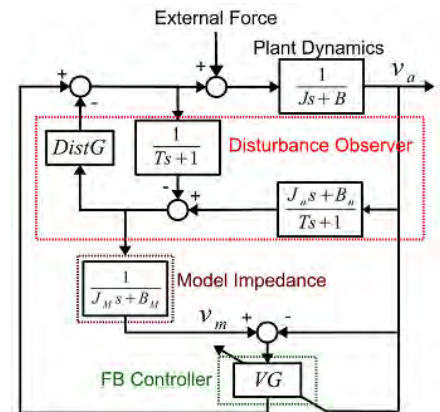 External Force
Plant Dynamics
v_a
+
+
+
1 / (Js + B)
-
DistG
1 / (Ts + 1)
Disturbance Observer
-
+
J_n s + B_n / (Ts + 1)
1 / (J_M s + B_M)
Model Impedance
v_m
+
-
FB Controller
VG